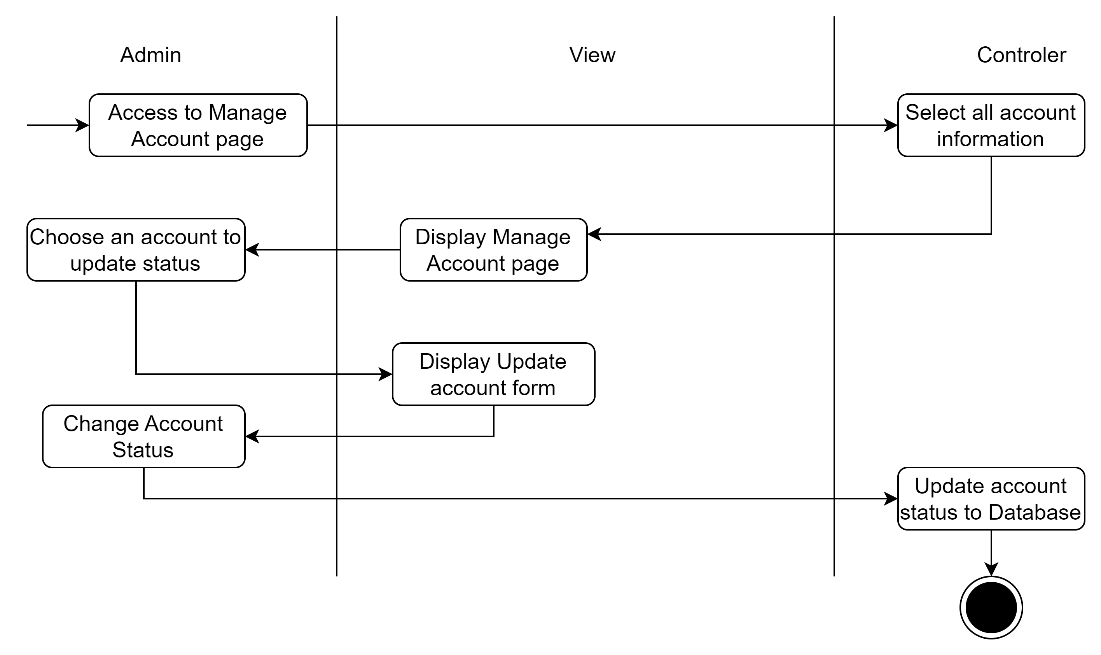 Admin
View
Controler
Access to Manage
Account page
Select all account
information
Choose an account to
update status
Display Manage
Account page
Display Update
account form
Change Account
Status
Update account
status to Database